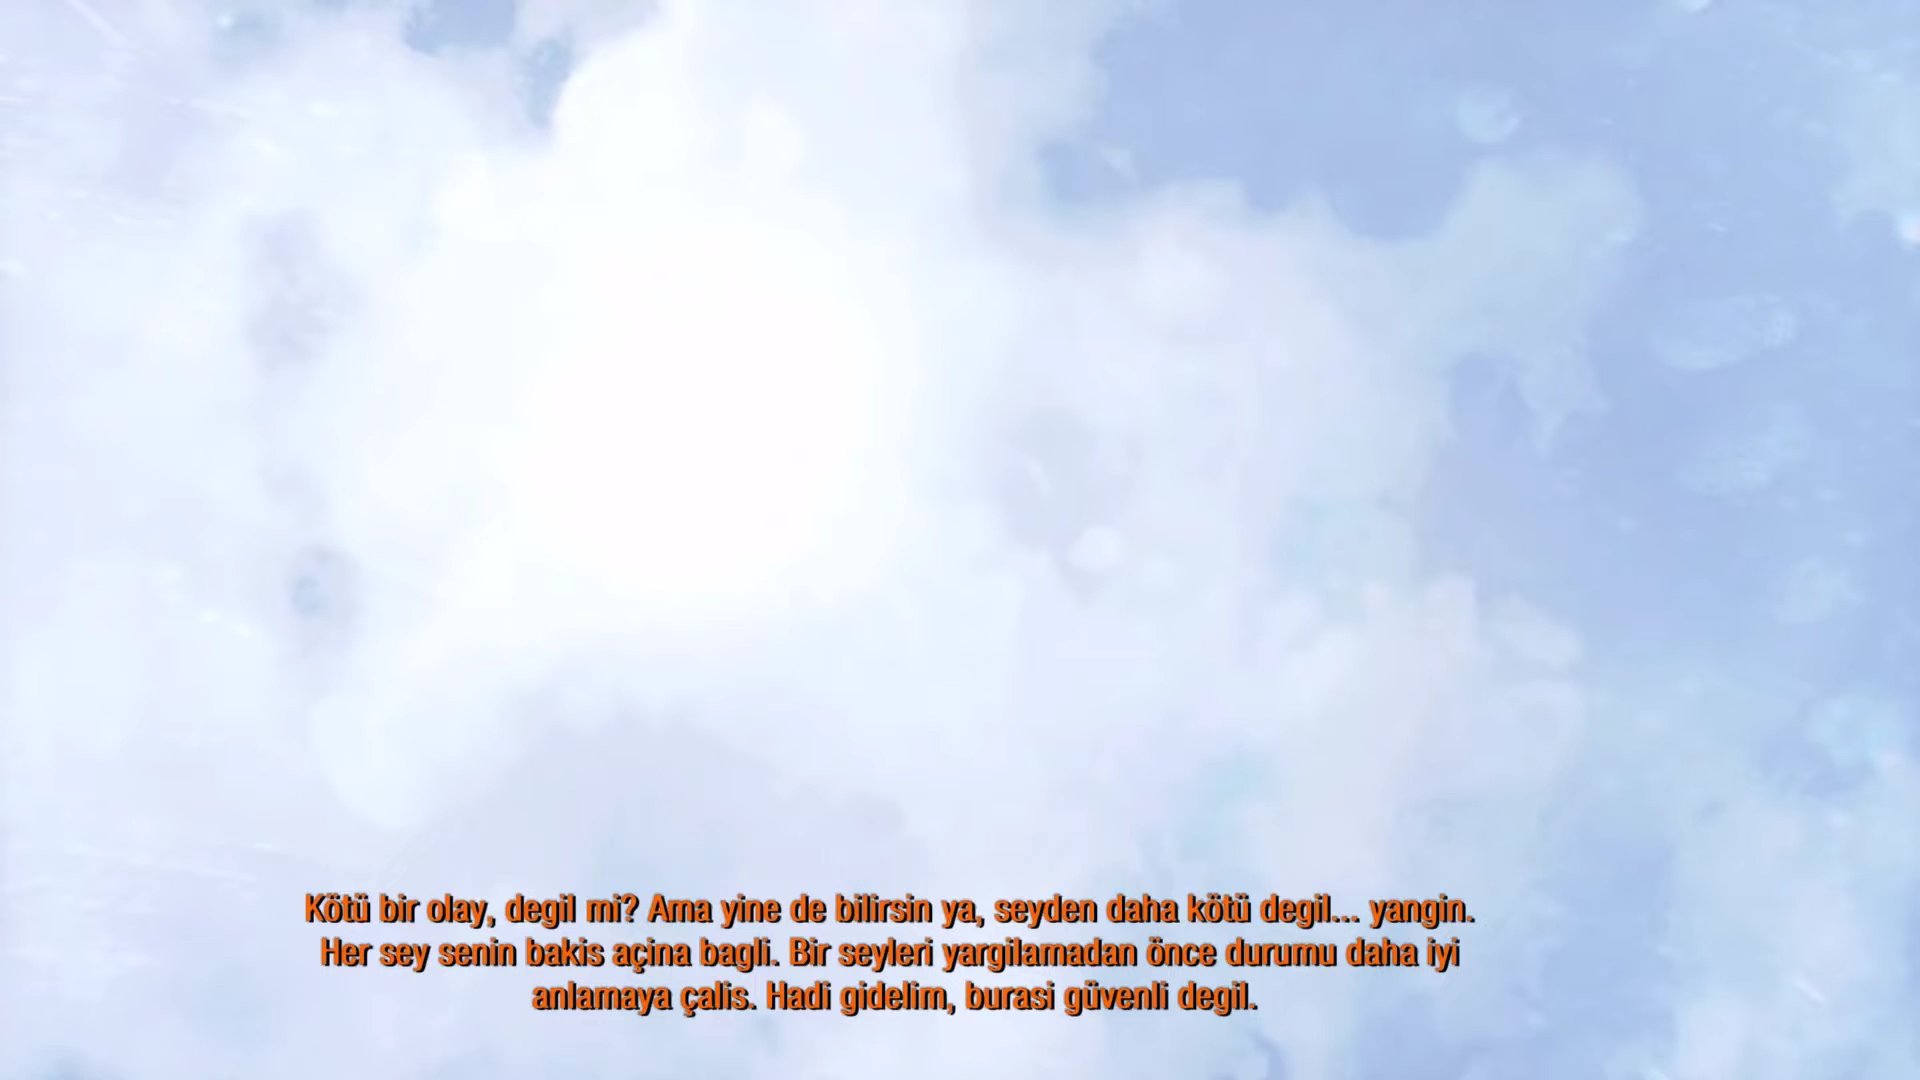 Kötü bir olay, degil mi? Ama yine de bilirsin ya, seyden daha kötü degil... yangin.
Her sey senin bakis açina bagli. Bir seyleri yargilamadan önce durumu daha iyi
anlamaya çalis. Hadi gidelim, burasi güvenli degil.